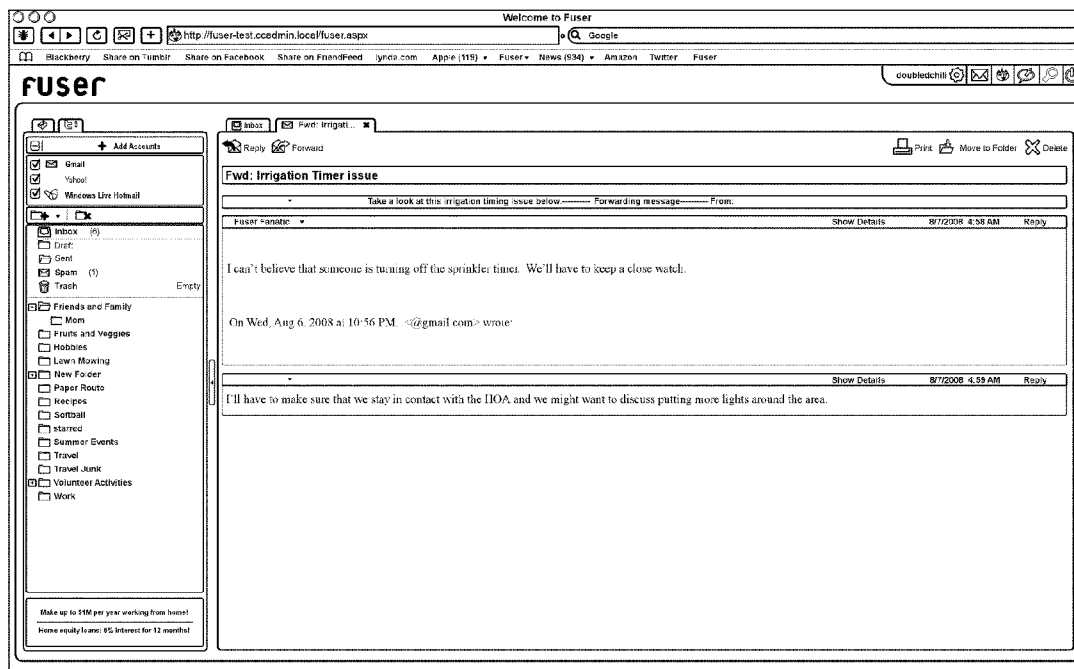 Welcome to Fuser
http://fuser-test.ccadmin.local/fuser.aspx
Google
Blackberry Share on Tumblr Share on Facebook Share on FriendFeed lynda.com Apple (119) Fuser News (934) Amazon Twitter Fuser
Fuser
doubledchili
Inbox Fwd: Irrigati...
Add Accounts
Reply Forward
Print Move to Folder Delete
Gmail
Yahoo!
Windows Live Hotmail
Fwd: Irrigation Timer issue
Take a look at this irrigation timing issue below.---------- Forwarding message---------- From:
Fuser Fanatic Show Details 8/7/2008 4:58 AM Reply
Inbox (6)
Draft
Sent
Spam (1)
Trash Empty
Friends and Family
Mom
Fruits and Veggies
Hobbies
Lawn Mowing
New Folder
Paper Route
Recipes
Softball
starred
Summer Events
Travel
Travel Junk
Volunteer Activities
Work
I can't believe that someone is turning off the sprinkler timer. We'll have to keep a close watch.
On Wed, Aug 6, 2008 at 10:56 PM, <@gmail.com> wrote:
Show Details 8/7/2008 4:59 AM Reply
I'll have to make sure that we stay in contact with the HOA and we might want to discuss putting more lights around the area.
Make up to $1M per year working from home!
Home equity loans! 6% interest for 12 months!